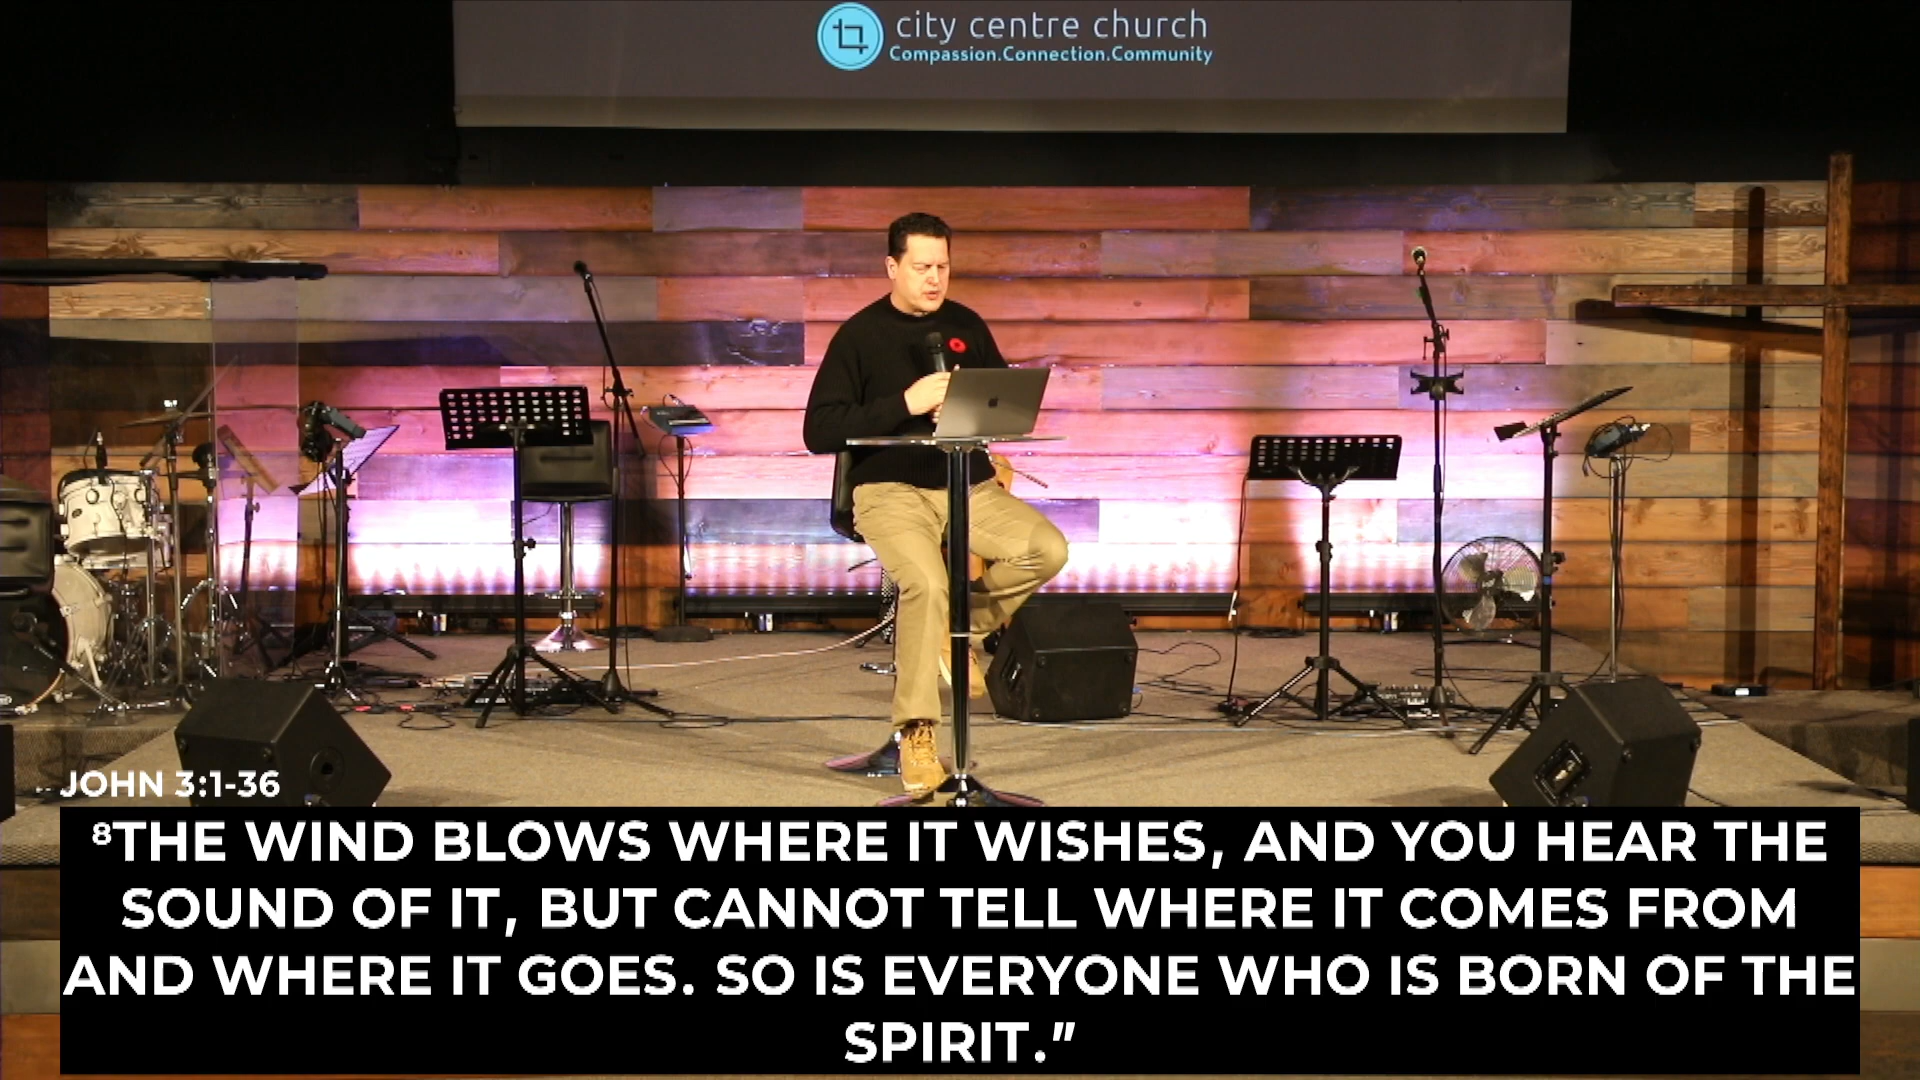 city centre church
Compassion.Connection.Community
JOHN 3:1-36
⁸THE WIND BLOWS WHERE IT WISHES, AND YOU HEAR THE
SOUND OF IT, BUT CANNOT TELL WHERE IT COMES FROM
AND WHERE IT GOES. SO IS EVERYONE WHO IS BORN OF THE
SPIRIT.”